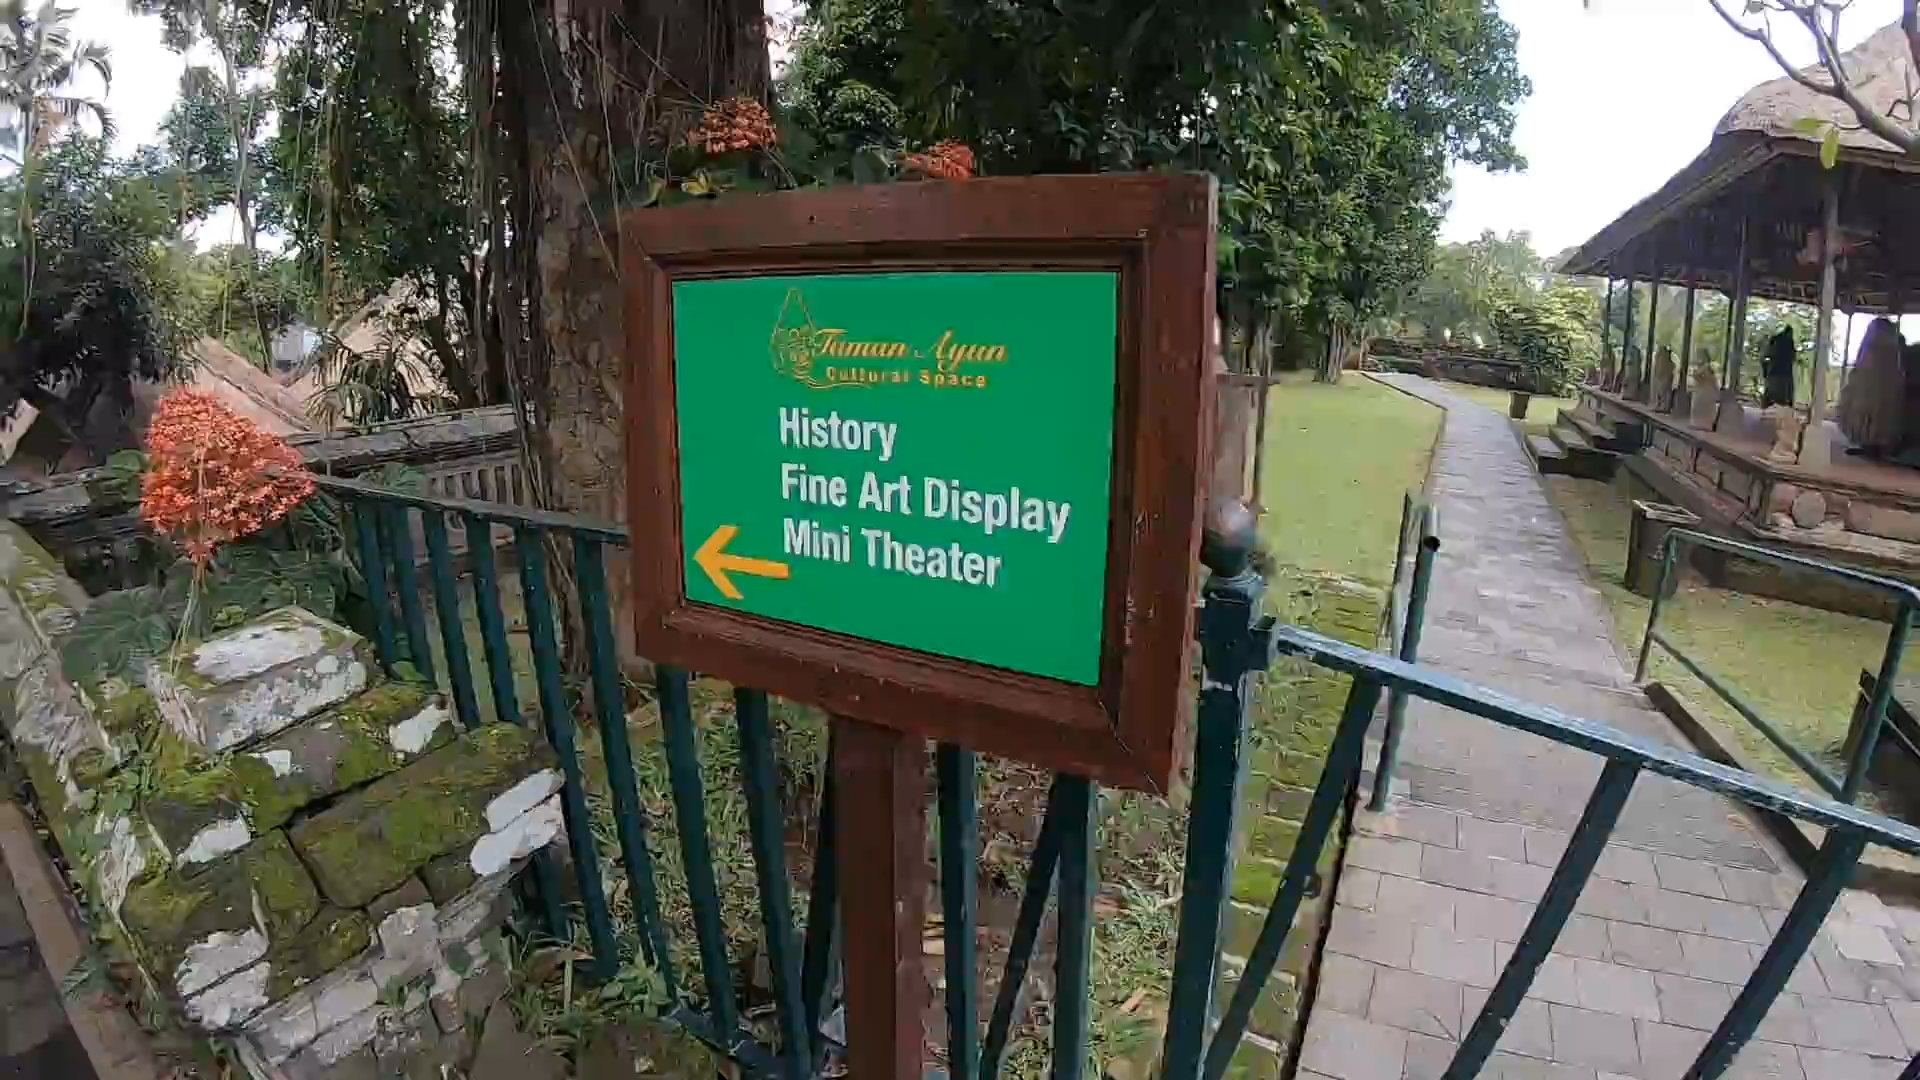 Taman Ayun
Cultural Space
History
Fine Art Display
Mini Theater